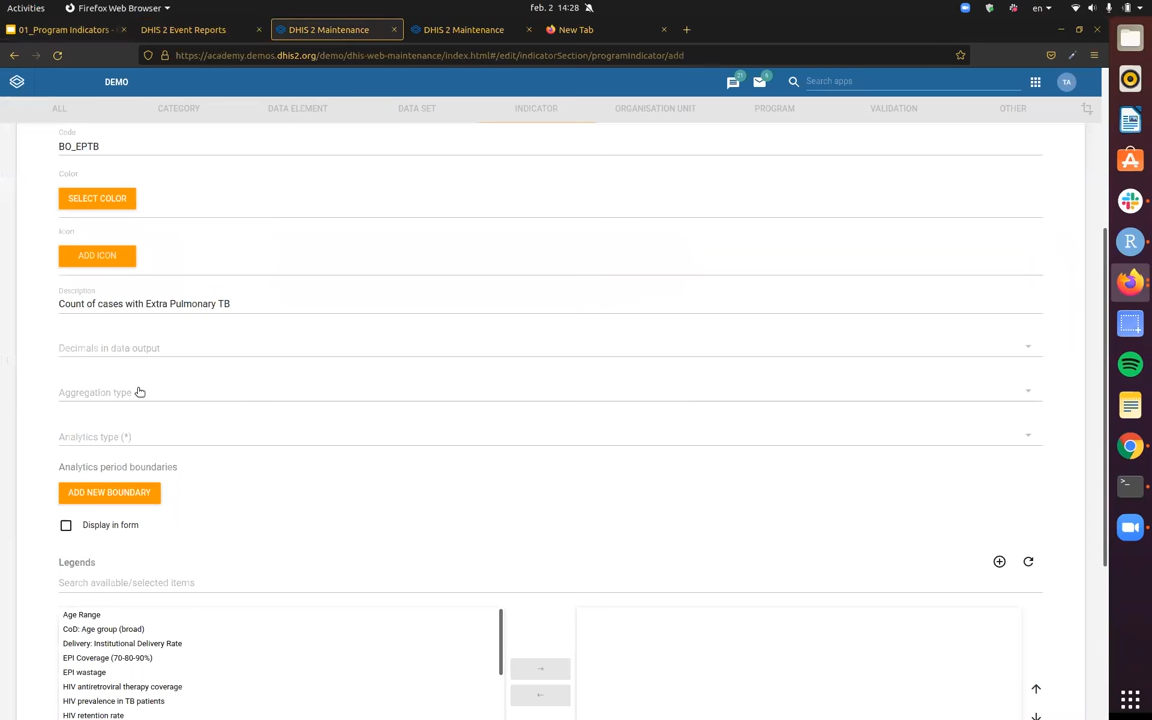 Activities
Firefox Web Browser
feb. 2 14:28
en
01_Program Indicators -
DHIS 2 Event Reports
DHIS 2 Maintenance
DHIS 2 Maintenance
New Tab
https://academy.demos.dhis2.org/demo/dhis-web-maintenance/index.html#/edit/indicatorSection/programIndicator/add
DEMO
Search apps
TA
ALL
CATEGORY
DATA ELEMENT
DATA SET
INDICATOR
ORGANISATION UNIT
PROGRAM
VALIDATION
OTHER
Code
BO_EPTB
Color
SELECT COLOR
Icon
ADD ICON
Description
Count of cases with Extra Pulmonary TB
Decimals in data output
Aggregation type
Analytics type (*)
Analytics period boundaries
ADD NEW BOUNDARY
Display in form
Legends
Search available/selected items
Age Range
CoD: Age group (broad)
Delivery: Institutional Delivery Rate
EPI Coverage (70-80-90%)
EPI wastage
HIV antiretroviral therapy coverage
HIV prevalence in TB patients
HIV retention rate